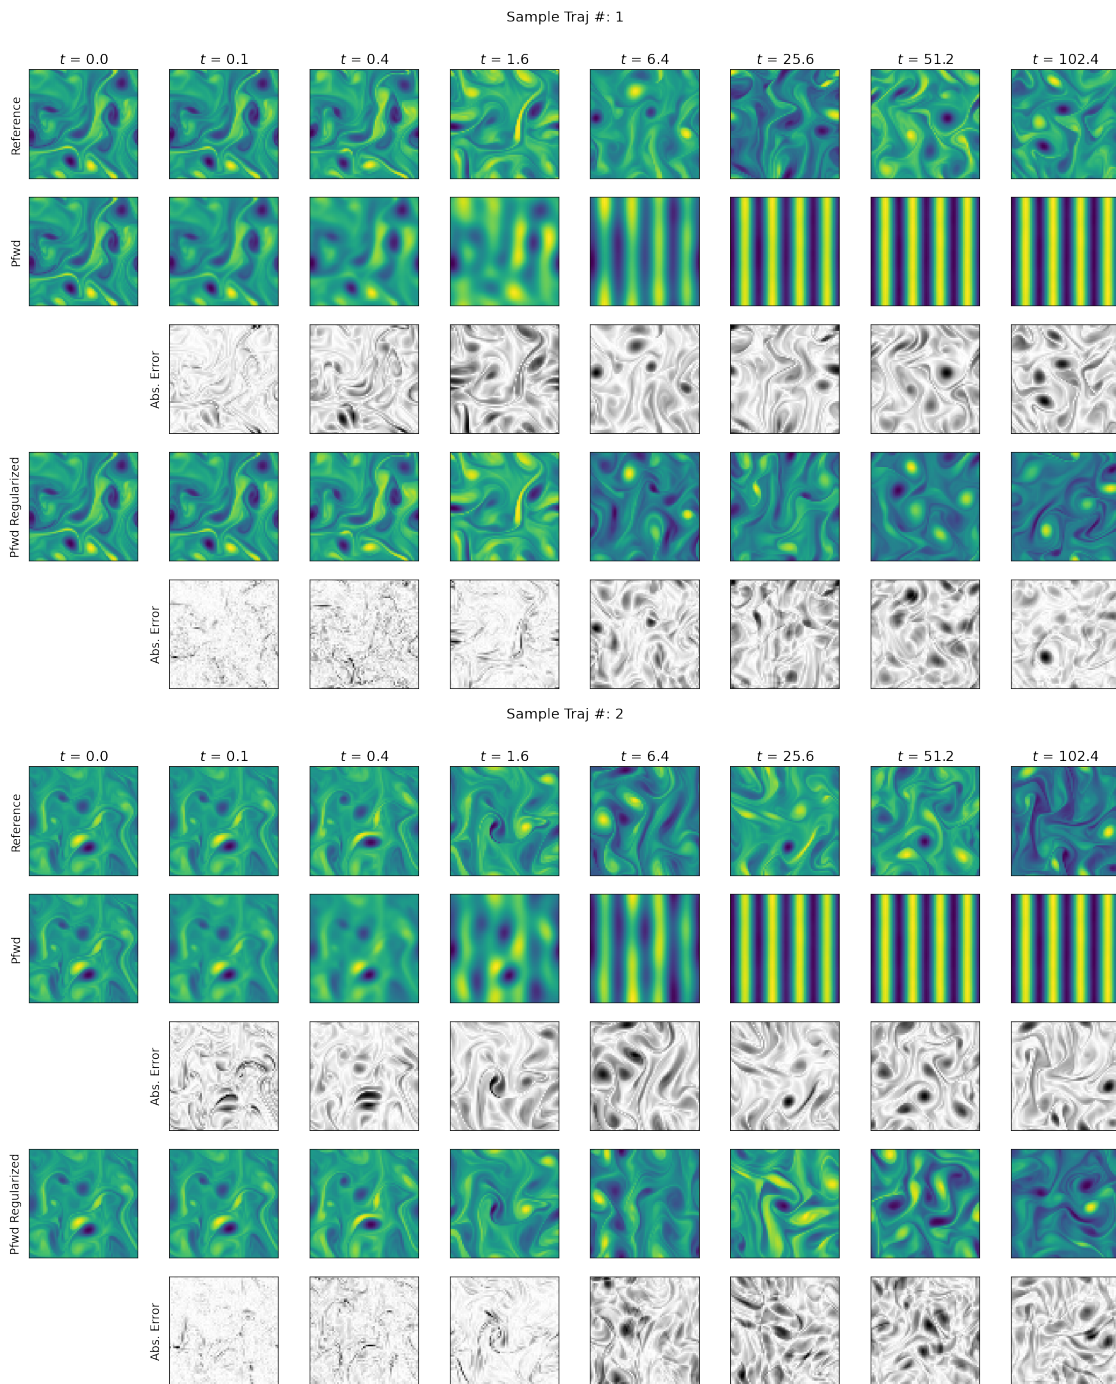 Sample Traj #: 1
t = 0.0 t = 0.1 t = 0.4 t = 1.6 t = 6.4 t = 25.6 t = 51.2 t = 102.4
Reference
Pfwd
Abs. Error
Pfwd Regularized
Abs. Error
Sample Traj #: 2
t = 0.0 t = 0.1 t = 0.4 t = 1.6 t = 6.4 t = 25.6 t = 51.2 t = 102.4
Reference
Pfwd
Abs. Error
Pfwd Regularized
Abs. Error